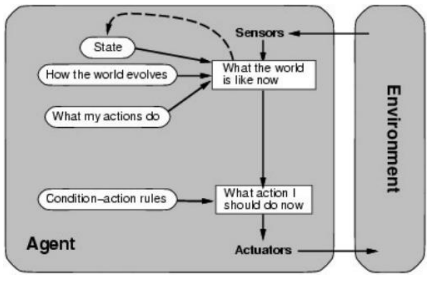 Sensors
State
What the world
is like now
How the world evolves
What my actions do
Environment
Condition–action rules
What action I
should do now
Agent
Actuators